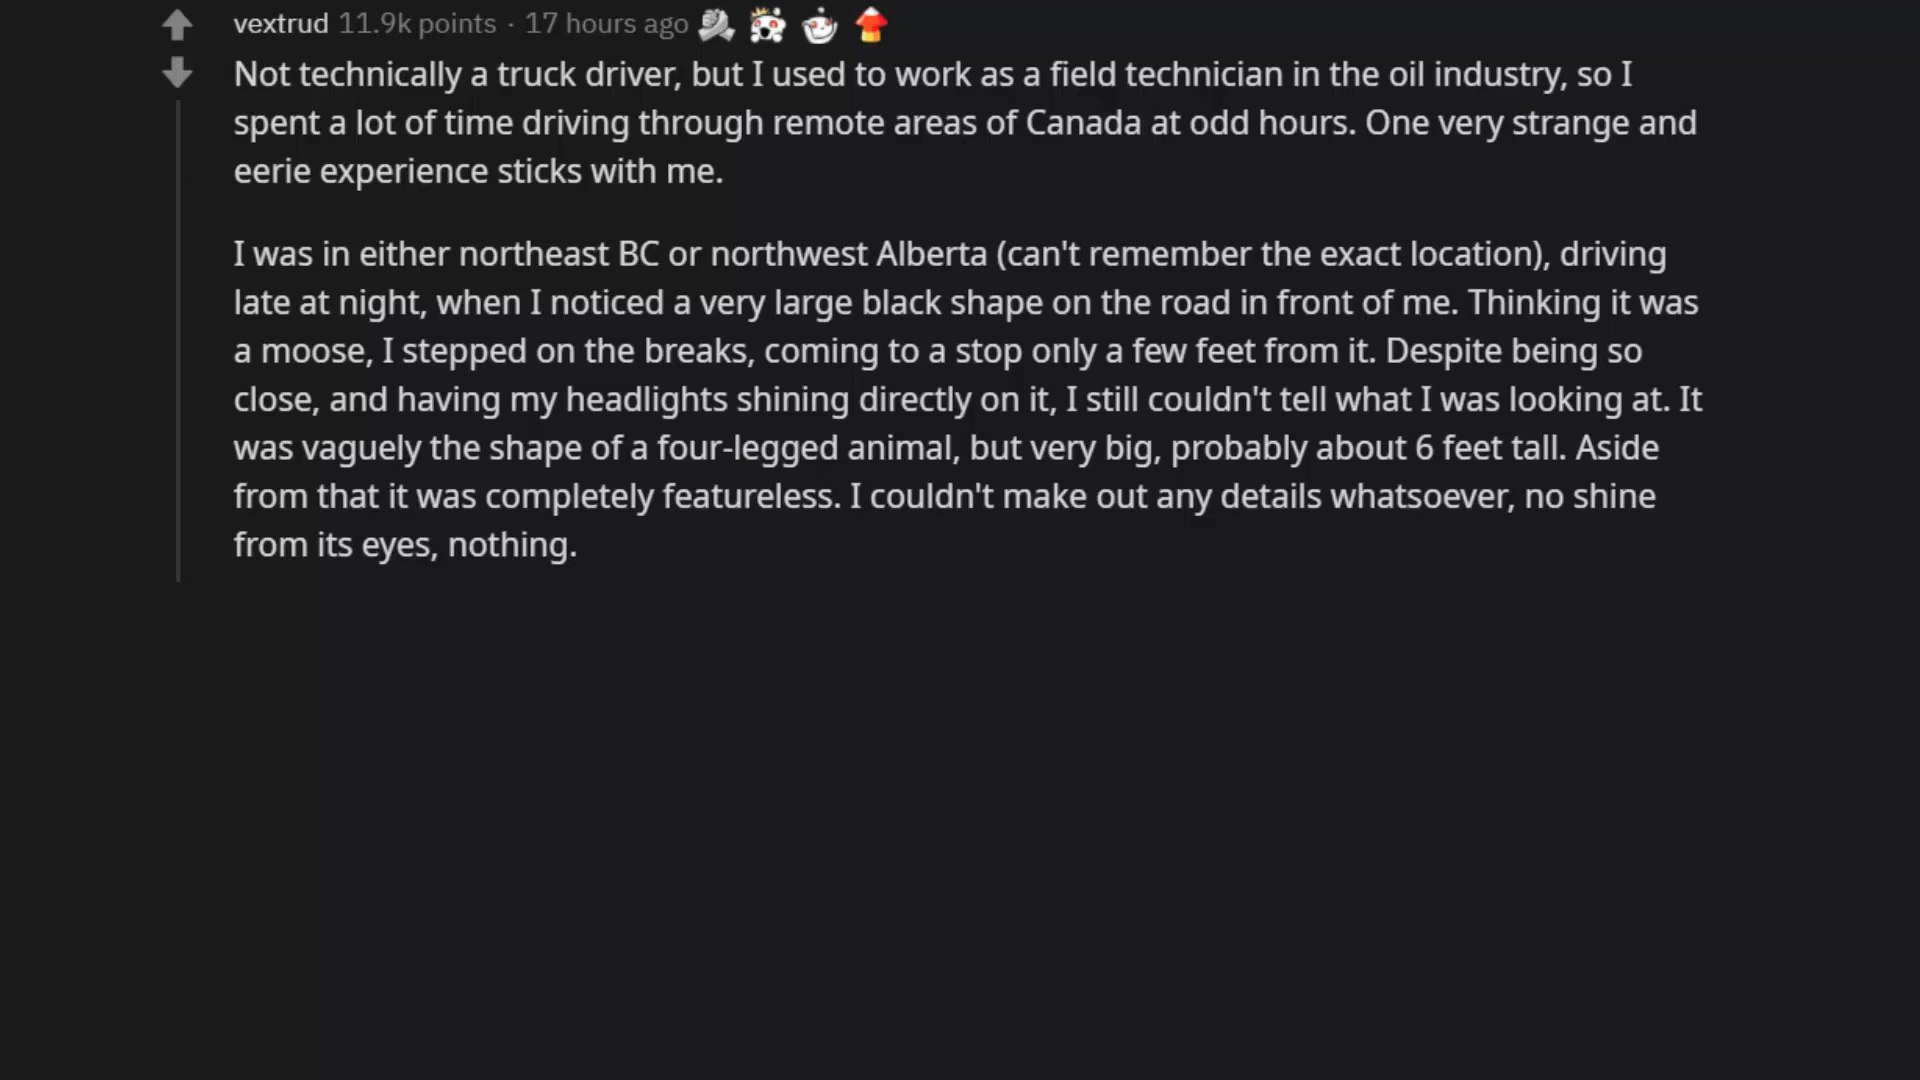 vextrud 11.9k points · 17 hours ago
Not technically a truck driver, but I used to work as a field technician in the oil industry, so I
spent a lot of time driving through remote areas of Canada at odd hours. One very strange and
eerie experience sticks with me.
I was in either northeast BC or northwest Alberta (can't remember the exact location), driving
late at night, when I noticed a very large black shape on the road in front of me. Thinking it was
a moose, I stepped on the breaks, coming to a stop only a few feet from it. Despite being so
close, and having my headlights shining directly on it, I still couldn't tell what I was looking at. It
was vaguely the shape of a four-legged animal, but very big, probably about 6 feet tall. Aside
from that it was completely featureless. I couldn't make out any details whatsoever, no shine
from its eyes, nothing.